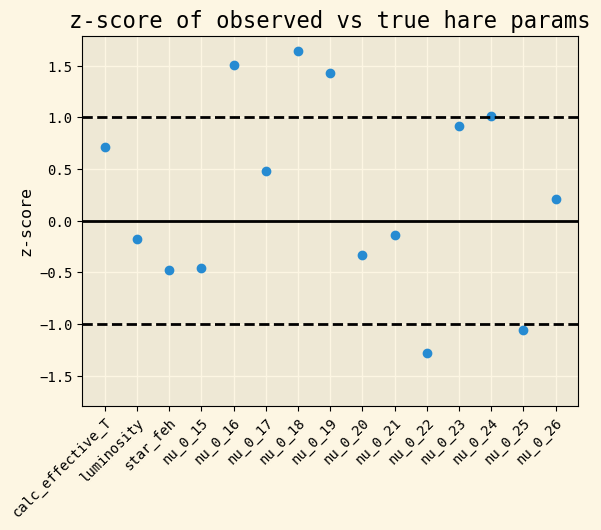 z-score of observed vs true hare params
z-score
1.5
1.0
0.5
0.0
−0.5
−1.0
−1.5
calc_effective_T
luminosity
star_feh
nu_0_15
nu_0_16
nu_0_17
nu_0_18
nu_0_19
nu_0_20
nu_0_21
nu_0_22
nu_0_23
nu_0_24
nu_0_25
nu_0_26